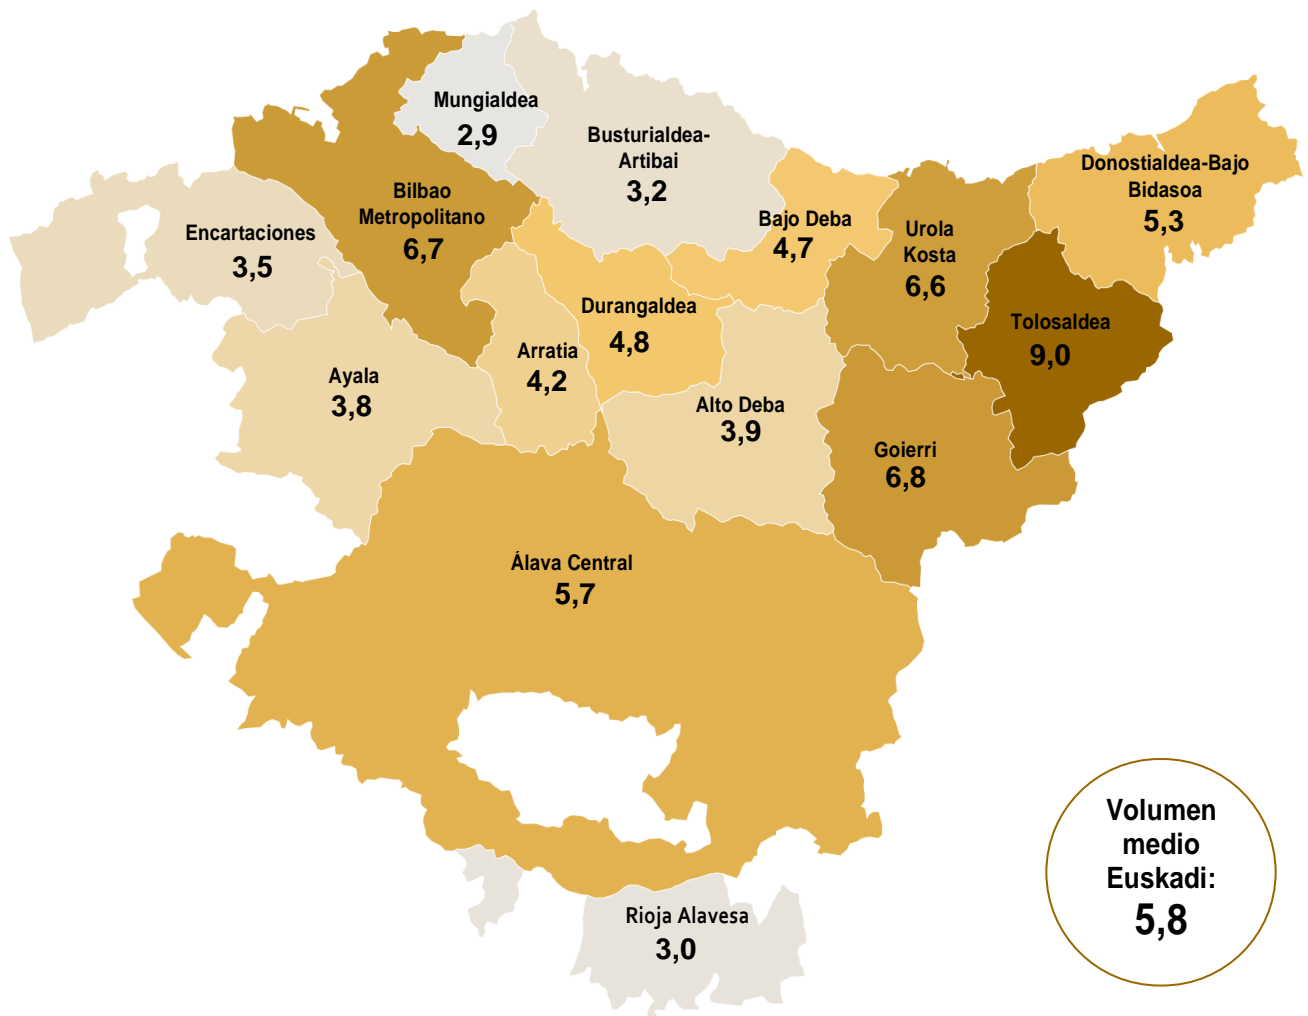 Mungialdea
2,9
Busturialdea-
Artibai
3,2
Donostialdea-Bajo
Bidasoa
5,3
Bilbao
Metropolitano
6,7
Bajo Deba
4,7
Urola
Kosta
6,6
Encartaciones
3,5
Durangaldea
4,8
Tolosaldea
9,0
Arratia
4,2
Ayala
3,8
Alto Deba
3,9
Goierri
6,8
Álava Central
5,7
Volumen
medio
Euskadi:
5,8
Rioja Alavesa
3,0